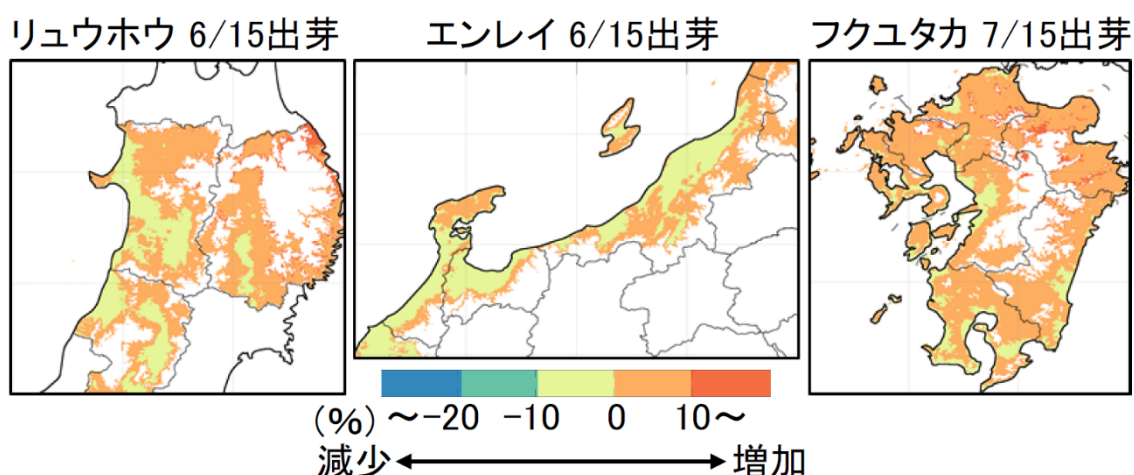 リュウホウ 6/15出芽
エンレイ 6/15出芽
フクユタカ 7/15出芽
(%) ～-20 -10 0 10～
減少 増加